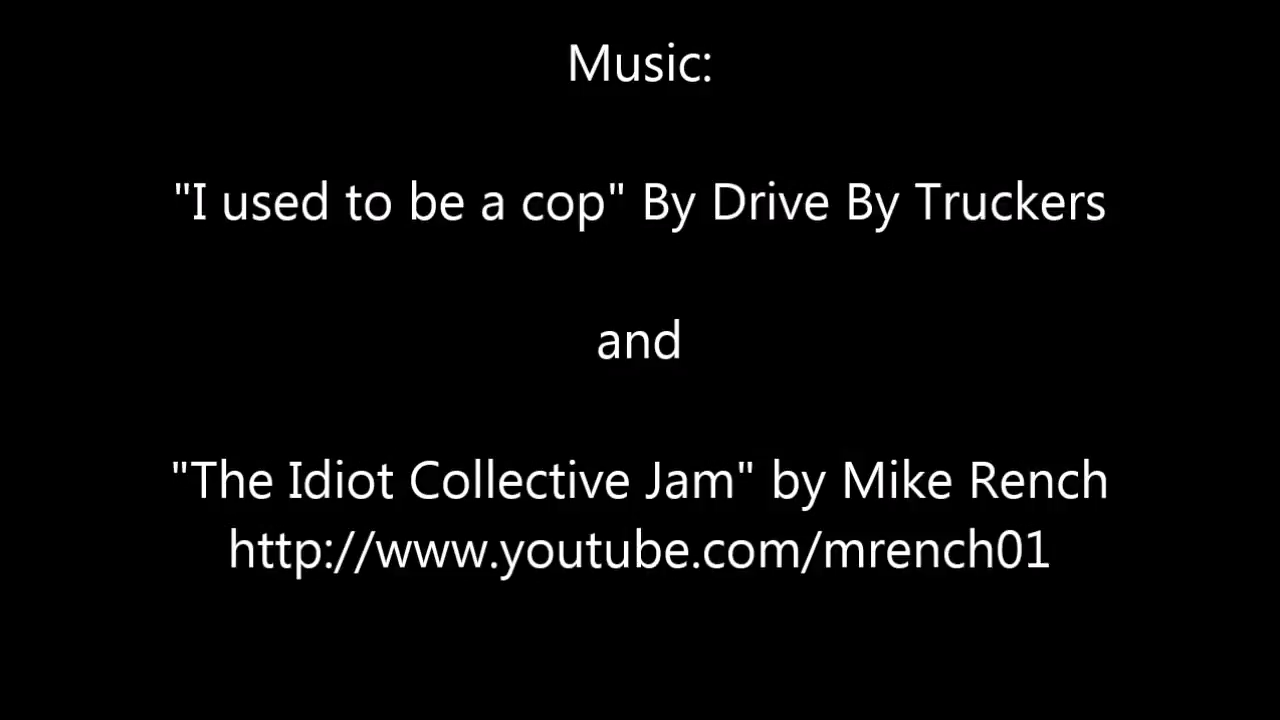 Music:
"I used to be a cop" By Drive By Truckers
and
"The Idiot Collective Jam" by Mike Rench
http://www.youtube.com/mrench01